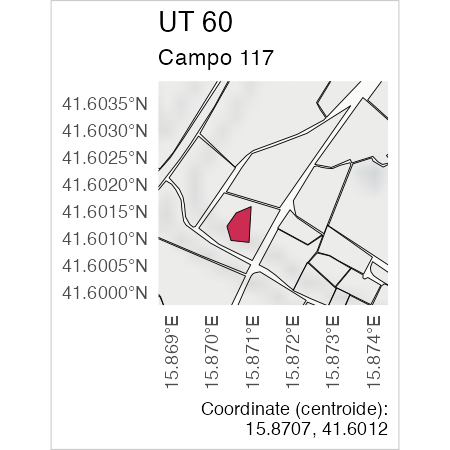 UT 60
Campo 117
41.6035°N
41.6030°N
41.6025°N
41.6020°N
41.6015°N
41.6010°N
41.6005°N
41.6000°N
15.869°E
15.870°E
15.871°E
15.872°E
15.873°E
15.874°E
Coordinate (centroide):
15.8707, 41.6012